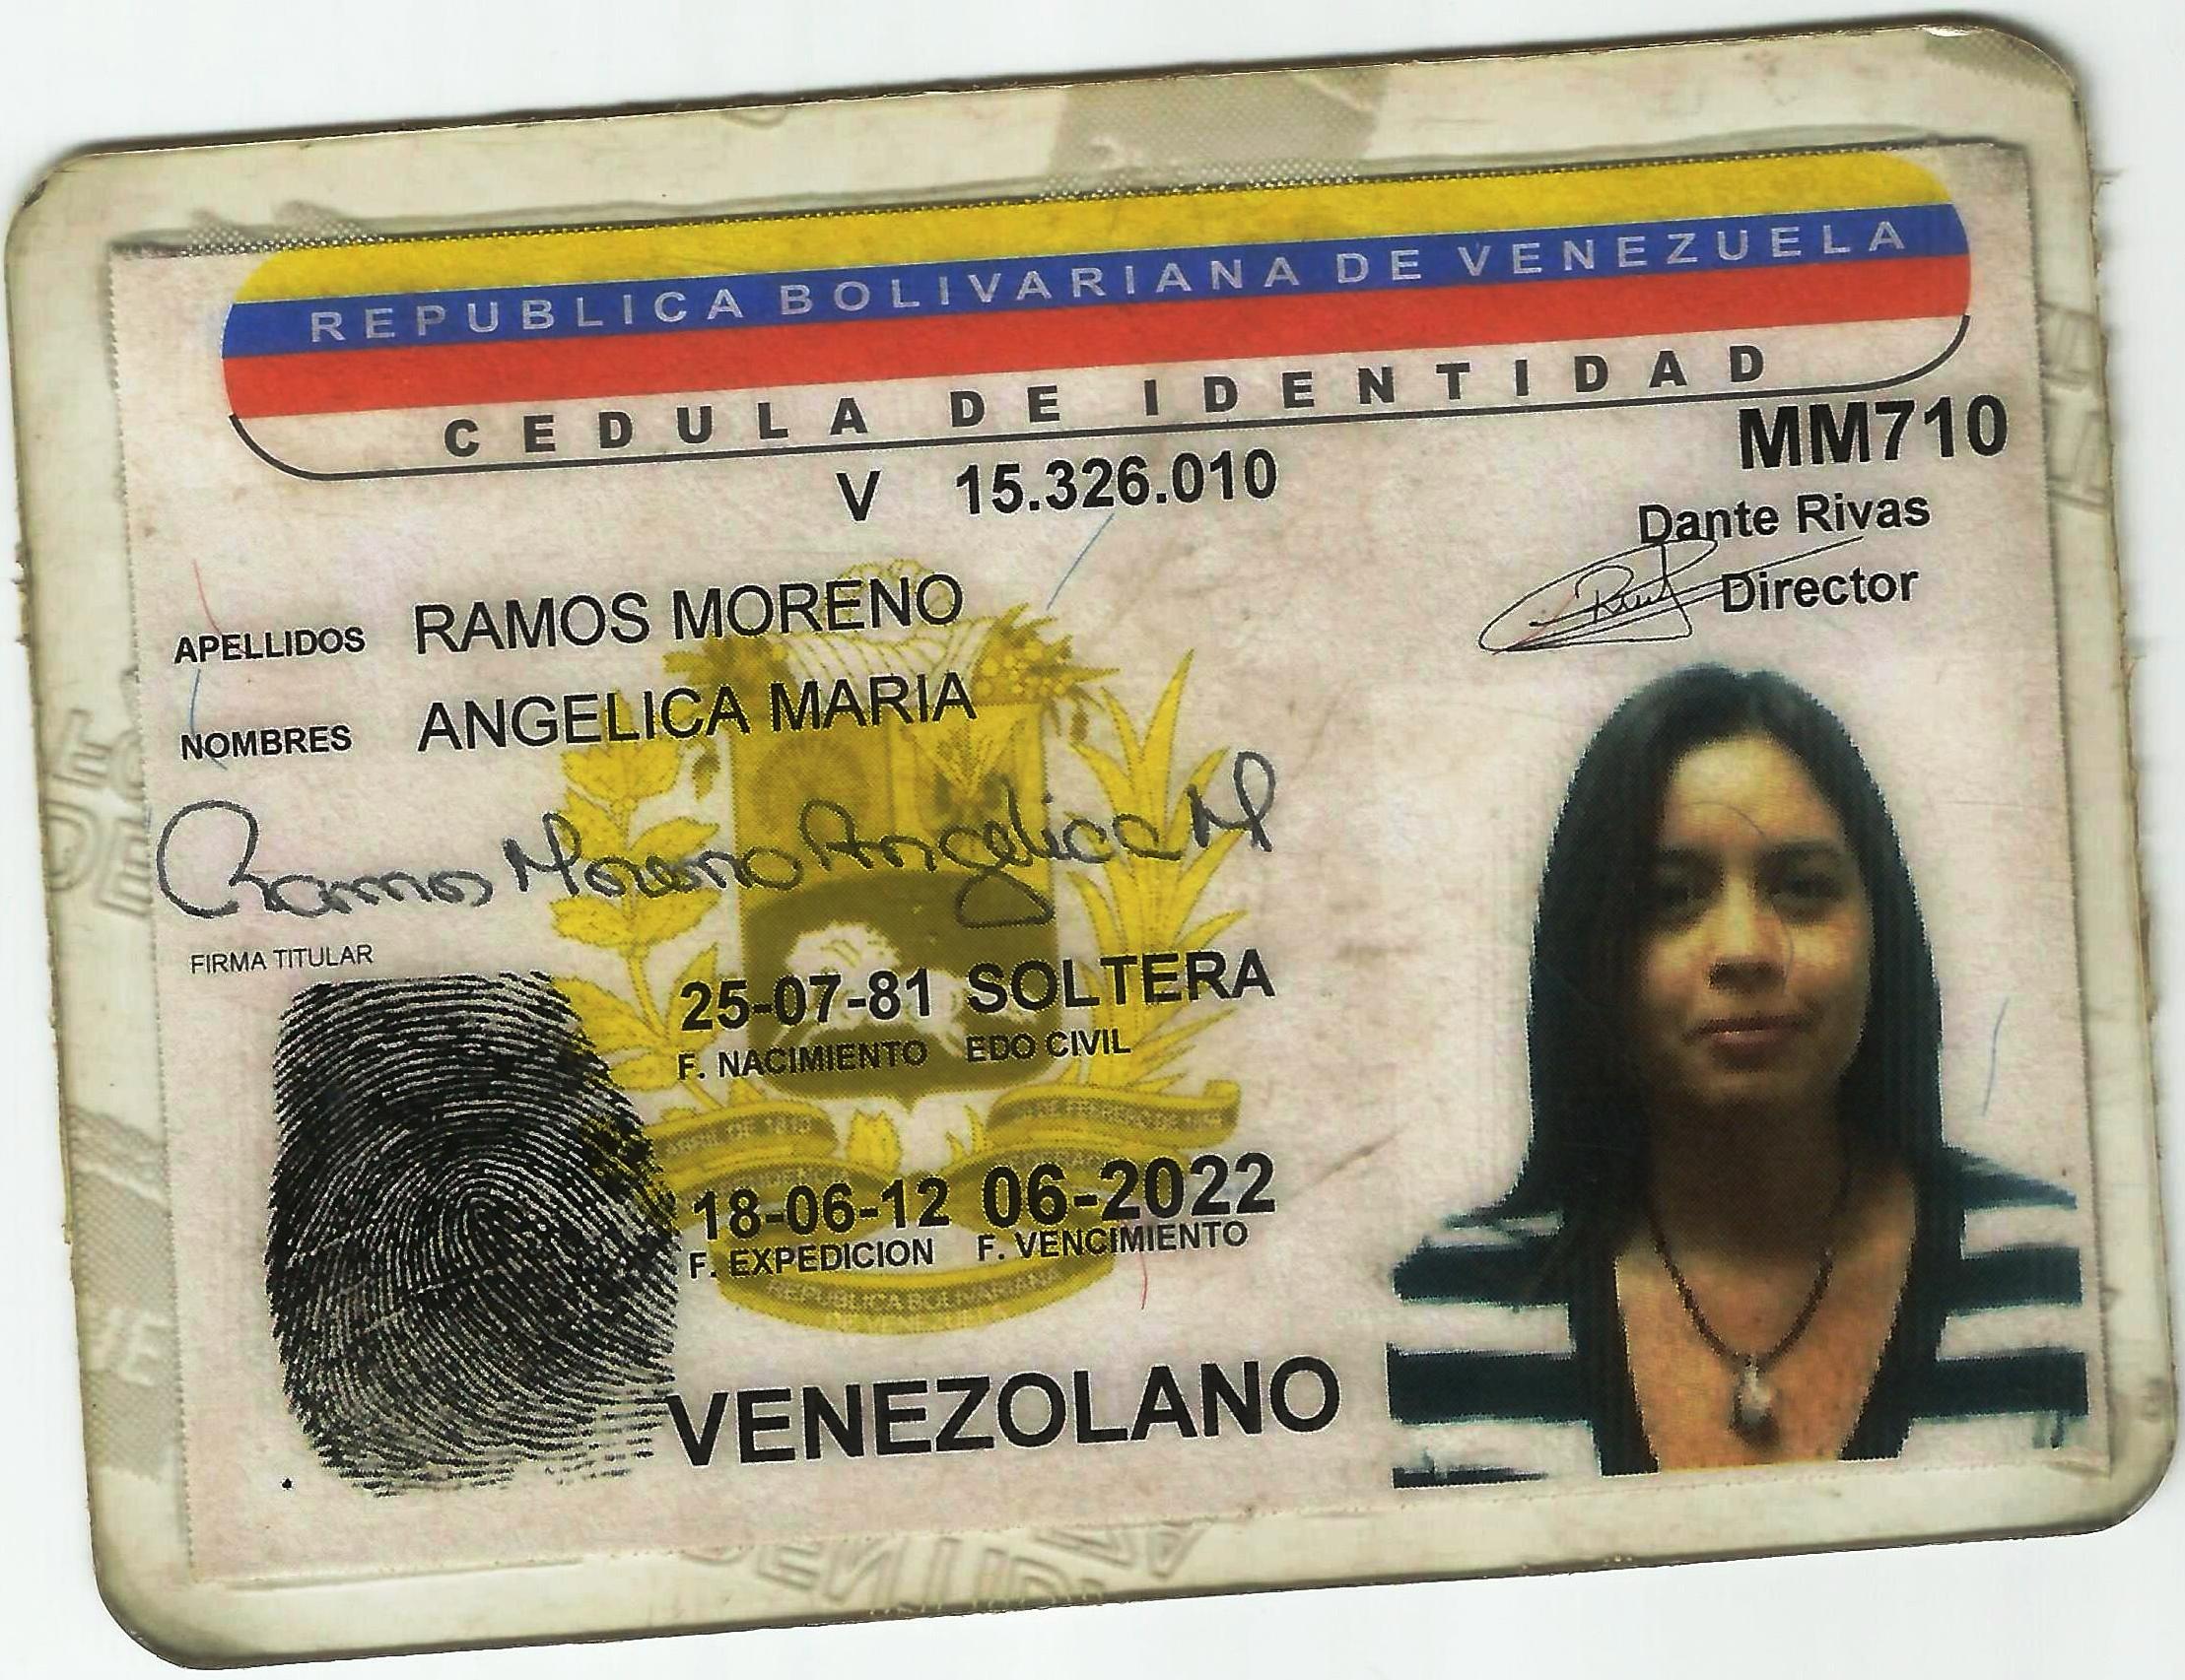 REPUBLICA BOLIVARIANA DE VENEZUELA
CEDULA DE IDENTIDAD
V 15.326.010
MM710
Dante Rivas
Director
APELLIDOS RAMOS MORENO
NOMBRES ANGELICA MARIA
Ramos Moreno Angelica M
FIRMA TITULAR
25-07-81 SOLTERA
F. NACIMIENTO EDO CIVIL
18-06-12 06-2022
F. EXPEDICION F. VENCIMIENTO
REPUBLICA BOLIVARIANA
DE VENEZUELA
VENEZOLANO